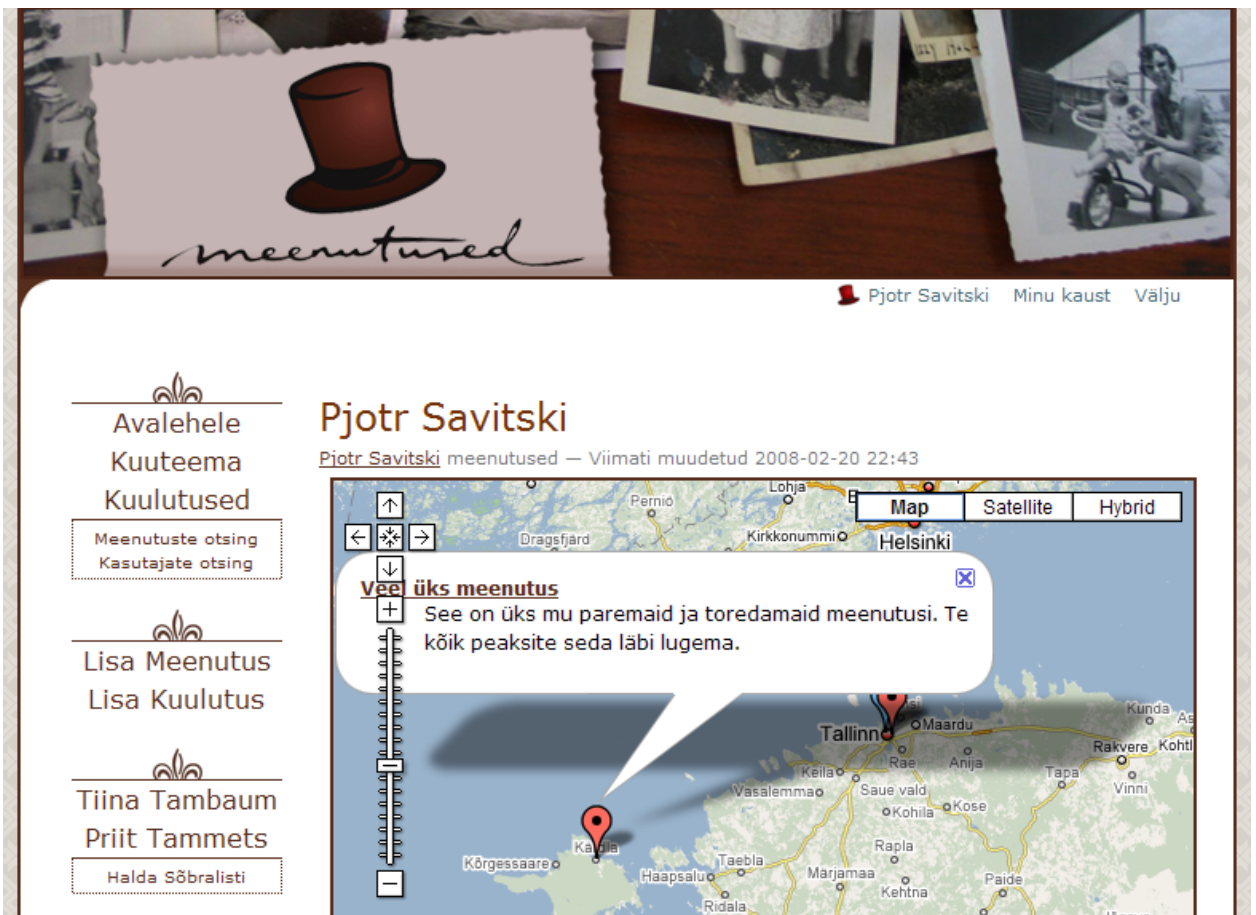 meenutused
Pjotr Savitski Minu kaust Välju
Avalehele
Kuuteema
Kuulutused
Meenutuste otsing
Kasutajate otsing
Lisa Meenutus
Lisa Kuulutus
Tiina Tambaum
Priit Tammets
Halda Sõbralisti
Pjotr Savitski
Pjotr Savitski meenutused — Viimati muudetud 2008-02-20 22:43
Map Satellite Hybrid
Lohja
Perniö
Dragsfjärd
Kirkkonummi
Helsinki
Veel üks meenutus
See on üks mu paremaid ja toredamaid meenutusi. Te
kõik peaksite seda läbi lugema.
Kunda
Tallinn
Maardu
Rakvere
Kohtl
Keila
Rae
Anija
Tapa
Vinni
Vasalemma
Saue vald
Kose
Kohila
Kõrgessaare
Rapla
Taebla
Haapsalu
Märjamaa
Kehtna
Paide
Ridala